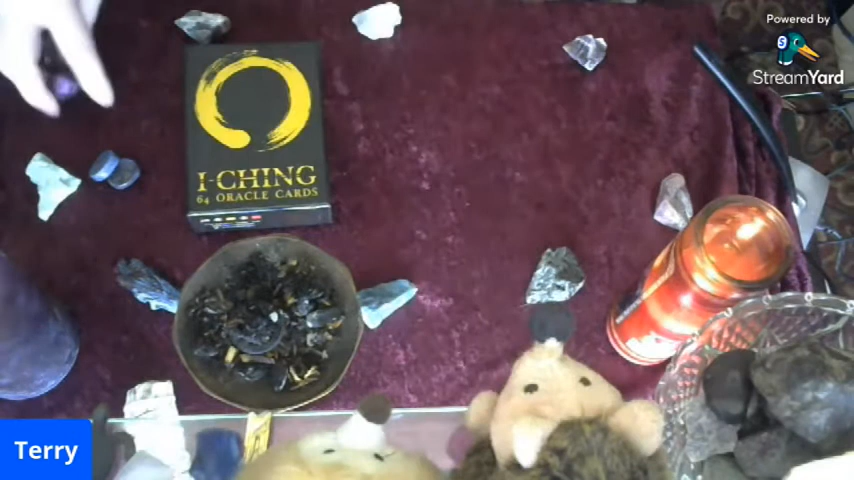 Powered by
S
StreamYard
I·CHING
64 ORACLE CARDS
Terry